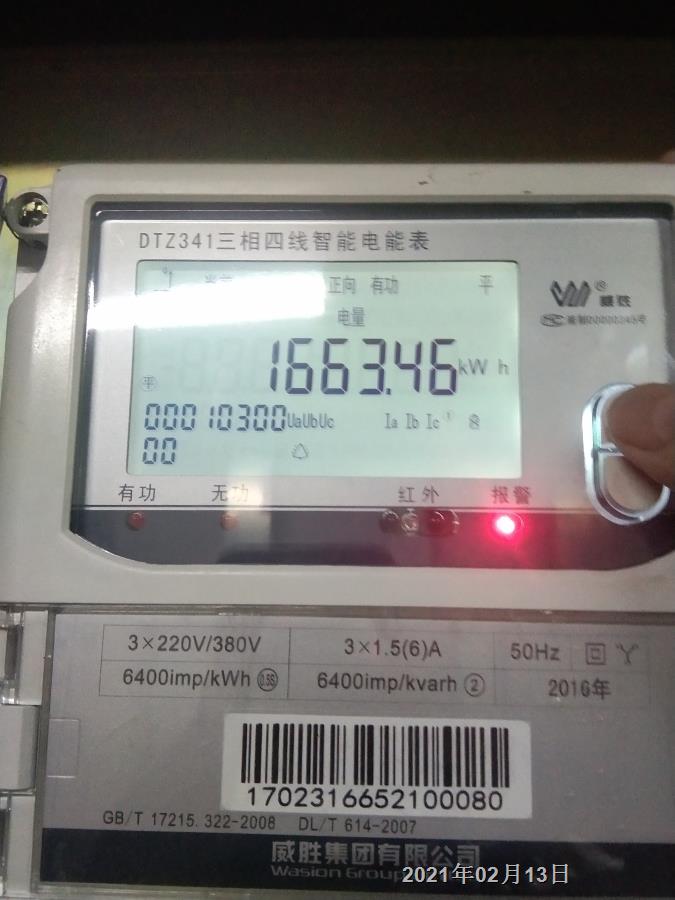 DTZ341三相四线智能电能表
正向 有功 平
电量
威胜
平 1663.46 kW h
00010300 UaUbUc Ia Ib Ic
00
有功 无功 红外 报警
3×220V/380V 3×1.5(6)A 50Hz
6400imp/kWh 0.5S 6400imp/kvarh 2 2016年
1702316652100080
GB/T 17215.322-2008 DL/T 614-2007
威胜集团有限公司
Wasion Group
2021年02月13日